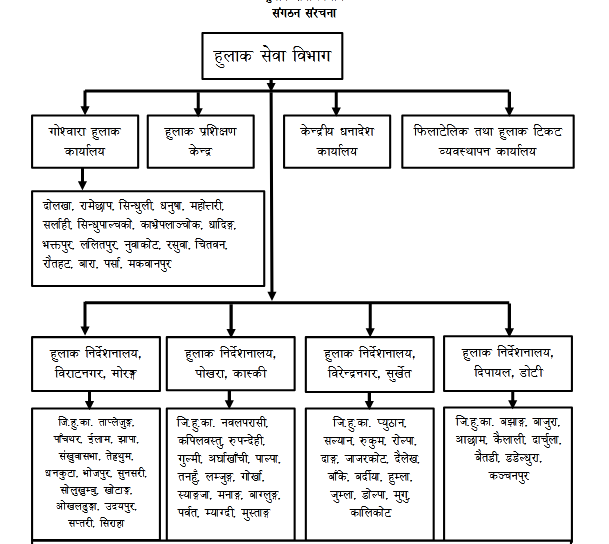 संगठन संरचना
हुलाक सेवा विभाग
गोश्वारा हुलाक
कार्यालय
हुलाक प्रशिक्षण
केन्द्र
केन्द्रीय धनादेश
कार्यालय
फिलाटेलिक तथा हुलाक टिकट
व्यवस्थापन कार्यालय
दोलखा, रामेछाप, सिन्धुली, धनुषा, महोत्तरी,
सर्लाही, सिन्धुपाल्चको, काभ्रेपलाञ्चोक, धादिङ्ग,
भक्तपुर, ललितपुर, नुवाकोट, रसुवा, चितवन,
रौतहट, बारा, पर्सा, मकवानपुर
हुलाक निर्देशनालय,
विराटनगर, मोरङ्ग
हुलाक निर्देशनालय,
पोखरा, कास्की
हुलाक निर्देशनालय,
विरेन्द्रनगर, सुर्खेत
हुलाक निर्देशनालय,
दिपायल, डोटी
जि.हु.का. ताप्लेजुङ्ग,
पाँचथर, ईलाम, झापा,
संखुवासभा, तेह्रथुम,
धनकुटा, भोजपुर, सुनसरी,
सोलुखुम्बु, खोटाङ्ग,
ओखलढुङ्गा, उदयपुर,
सप्तरी, सिराहा
जि.हु.का. नवलपरासी,
कपिलवस्तु, रुपन्देही,
गुल्मी, अर्घाखाँची, पाल्पा,
तनहुँ, लम्जुङ्ग, गोर्खा,
स्याङ्गजा, मनाङ्ग, बाग्लुङ्ग,
पर्वत, म्याग्दी, मुस्ताङ्ग
जि.हु.का. प्युठान,
सल्यान, रुकुम, रोल्पा,
दाङ्ग, जाजरकोट, दैलेख,
बाँके, बर्दीया, हुम्ला,
जुम्ला, डोल्पा, मुगु,
कालिकोट
जि.हु.का. बझाङ्ग, बाजुरा,
अछाम, कैलाली, दार्चुला,
बैतडी, डडेल्धुरा,
कञ्चनपुर